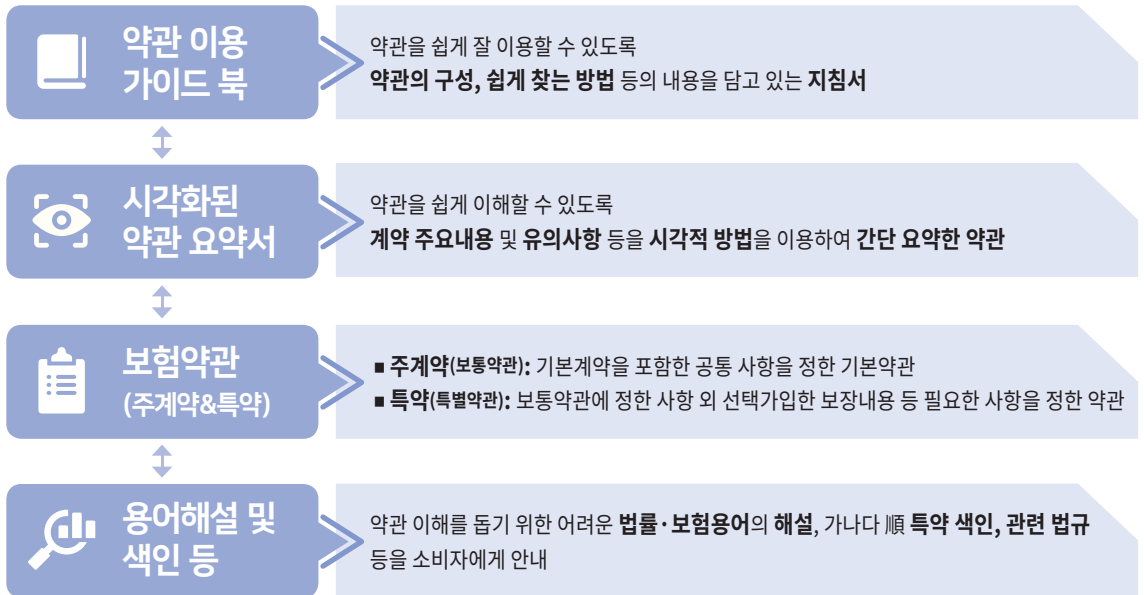 약관 이용
가이드 북
약관을 쉽게 잘 이용할 수 있도록
약관의 구성, 쉽게 찾는 방법 등의 내용을 담고 있는 지침서
시각화된
약관 요약서
약관을 쉽게 이해할 수 있도록
계약 주요내용 및 유의사항 등을 시각적 방법을 이용하여 간단 요약한 약관
보험약관
(주계약&특약)
■ 주계약(보통약관): 기본계약을 포함한 공통 사항을 정한 기본약관
■ 특약(특별약관): 보통약관에 정한 사항 외 선택가입한 보장내용 등 필요한 사항을 정한 약관
용어해설 및
색인 등
약관 이해를 돕기 위한 어려운 법률·보험용어의 해설, 가나다 順 특약 색인, 관련 법규
등을 소비자에게 안내